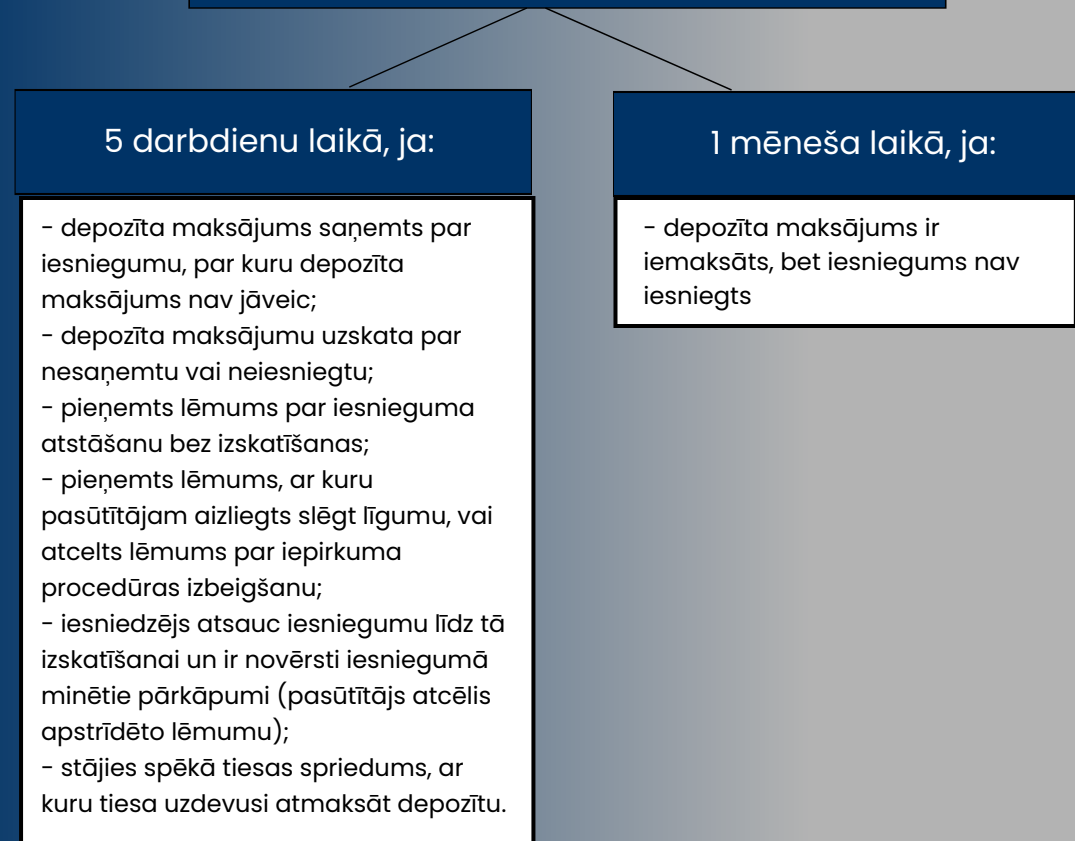 5 darbdienu laikā, ja:
- depozīta maksājums saņemts par
iesniegumu, par kuru depozīta
maksājums nav jāveic;
- depozīta maksājumu uzskata par
nesaņemtu vai neiesniegtu;
- pieņemts lēmums par iesnieguma
atstāšanu bez izskatīšanas;
- pieņemts lēmums, ar kuru
pasūtītājam aizliegts slēgt līgumu, vai
atcelts lēmums par iepirkuma
procedūras izbeigšanu;
- iesniedzējs atsauc iesniegumu līdz tā
izskatīšanai un ir novērsti iesniegumā
minētie pārkāpumi (pasūtītājs atcēlis
apstrīdēto lēmumu);
- stājies spēkā tiesas spriedums, ar
kuru tiesa uzdevusi atmaksāt depozītu.
1 mēneša laikā, ja:
- depozīta maksājums ir
iemaksāts, bet iesniegums nav
iesniegts